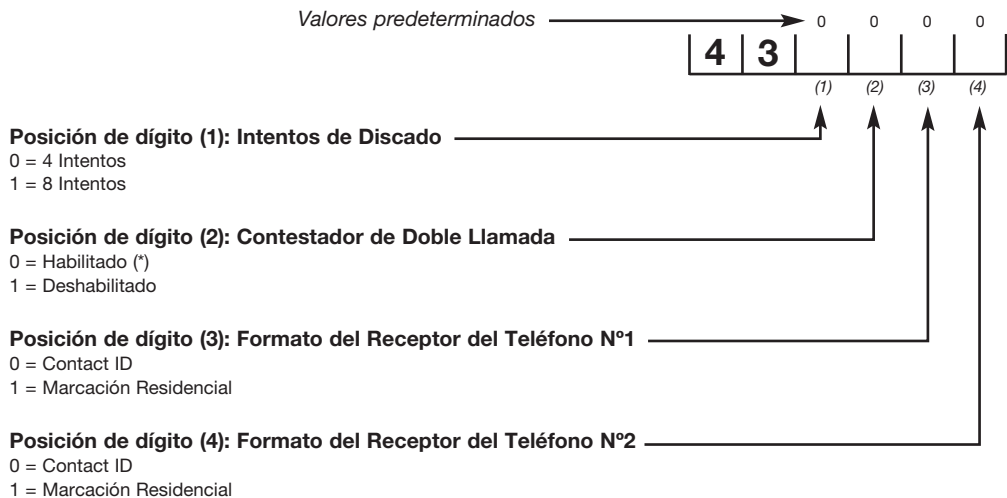 Valores predeterminados 0 0 0 0
4 3
(1) (2) (3) (4)
Posición de dígito (1): Intentos de Discado
0 = 4 Intentos
1 = 8 Intentos
Posición de dígito (2): Contestador de Doble Llamada
0 = Habilitado (*)
1 = Deshabilitado
Posición de dígito (3): Formato del Receptor del Teléfono Nº1
0 = Contact ID
1 = Marcación Residencial
Posición de dígito (4): Formato del Receptor del Teléfono Nº2
0 = Contact ID
1 = Marcación Residencial